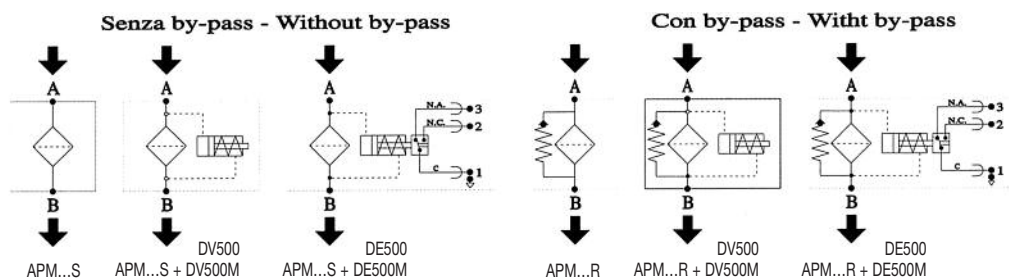 Senza by-pass - Without by-pass
Con by-pass - Witht by-pass
A A A A A A
N.A. 3 N.A. 3
N.C. 2 N.C. 2
C 1 C 1
B B B B B B
DV500 DE500 DV500 DE500
APM...S APM...S + DV500M APM...S + DE500M APM...R APM...R + DV500M APM...R + DE500M